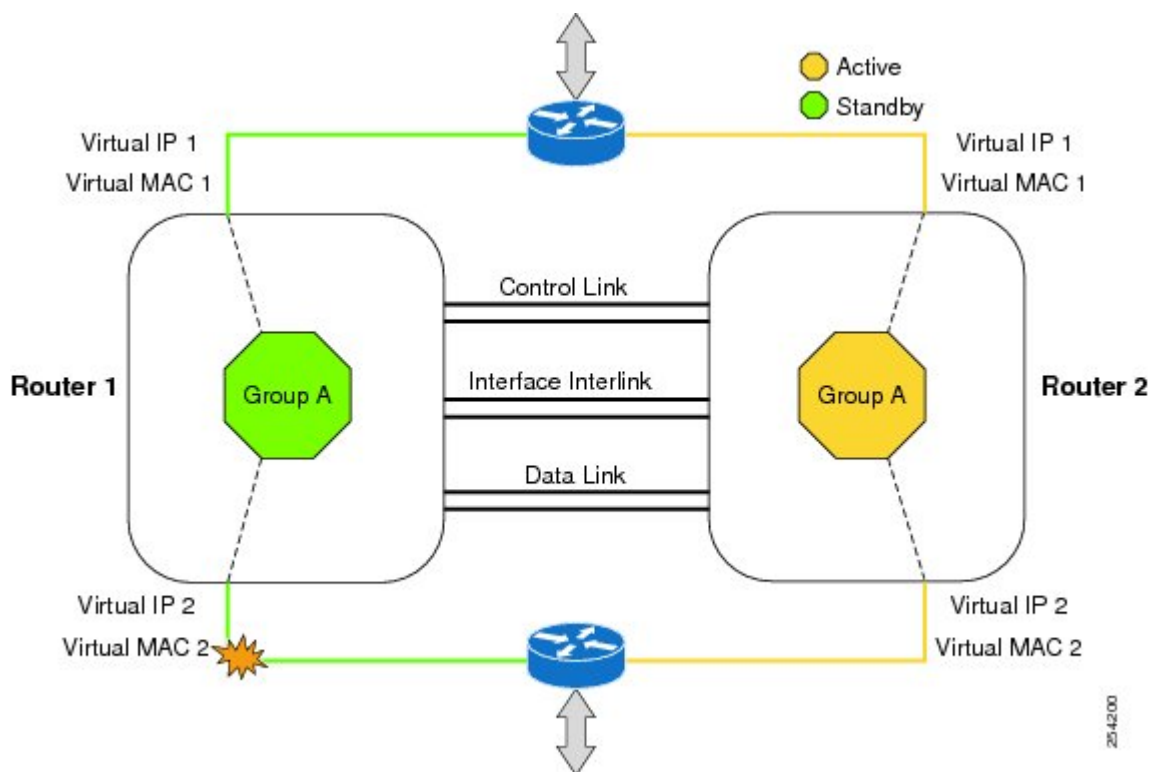 Active
Standby
Virtual IP 1
Virtual MAC 1
Virtual IP 1
Virtual MAC 1
Control Link
Router 1
Group A
Interface Interlink
Group A
Router 2
Data Link
Virtual IP 2
Virtual MAC 2
Virtual IP 2
Virtual MAC 2
254200